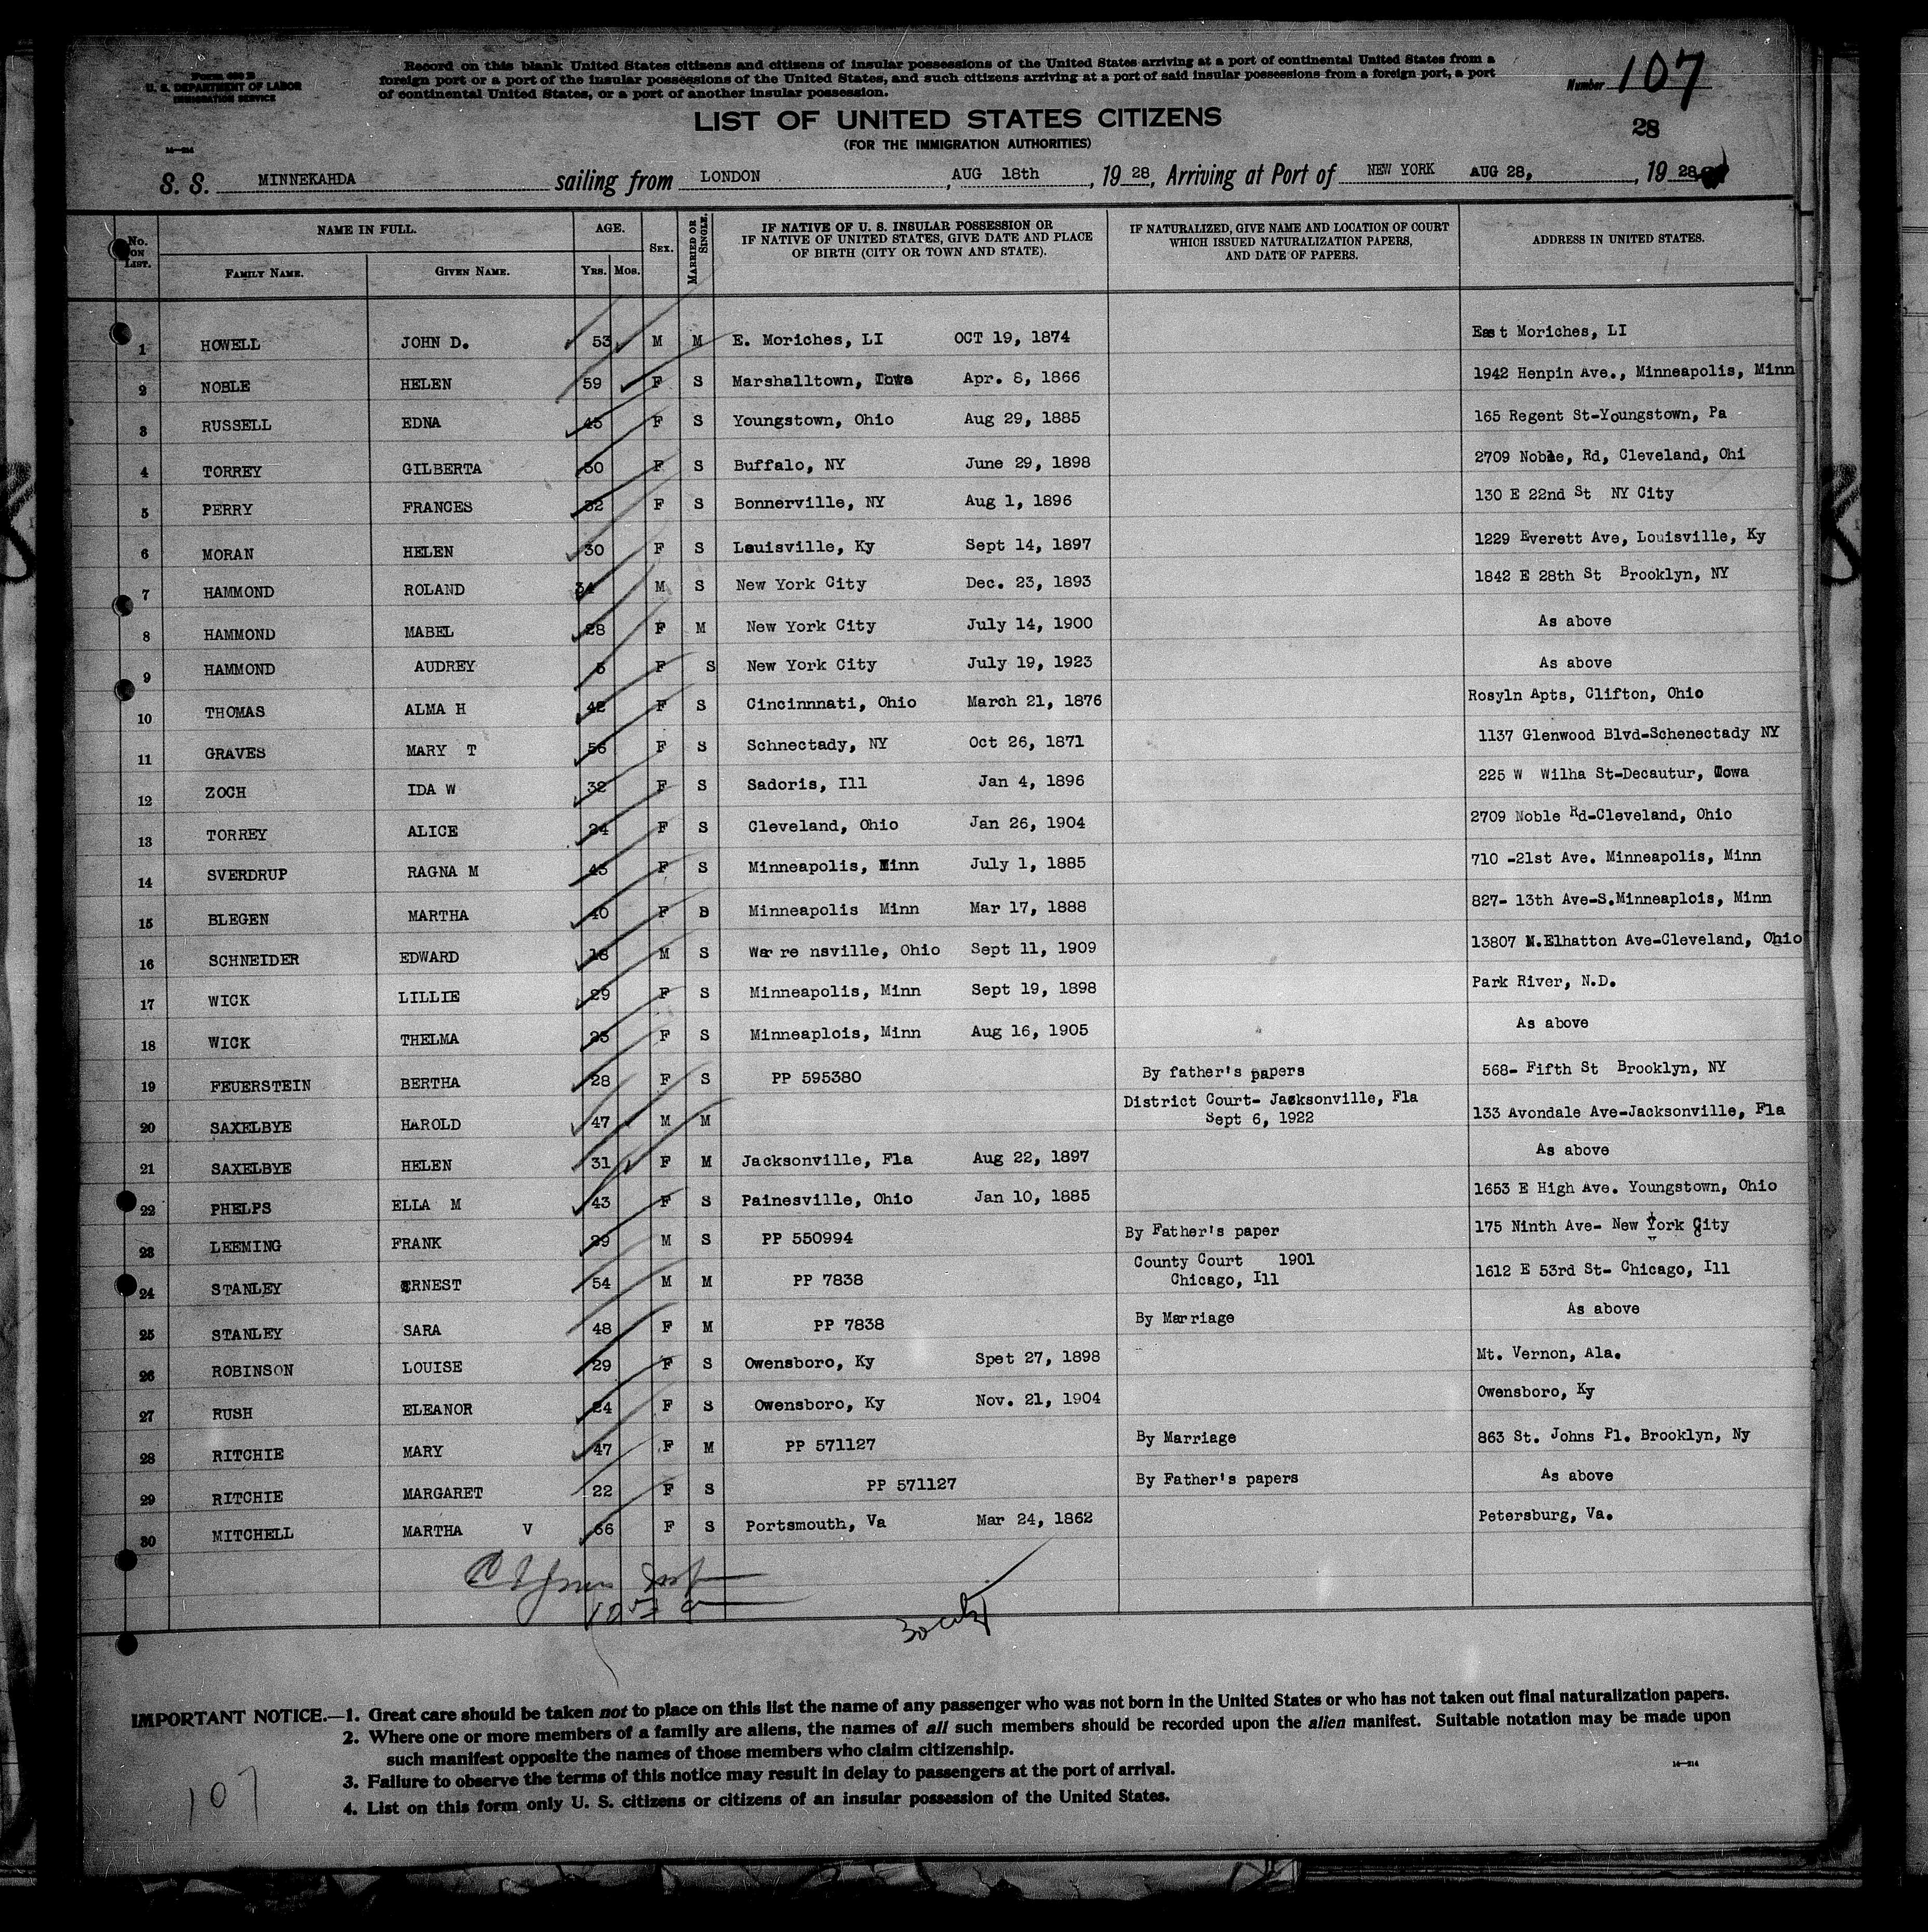 Form 630 B
U. S. DEPARTMENT OF LABOR
IMMIGRATION SERVICE
Record on this blank United States citizens and citizens of insular possessions of the United States arriving at a port of continental United States from a
foreign port or a port of the insular possessions of the United States, and such citizens arriving at a port of said insular possessions from a foreign port, a port
of continental United States, or a port of another insular possession.
Number 107
28
LIST OF UNITED STATES CITIZENS
(FOR THE IMMIGRATION AUTHORITIES)
14—214
S. S. MINNEKAHDA sailing from LONDON, AUG 18th, 19 28, Arriving at Port of NEW YORK AUG 28, , 19 28
No. ON LIST. NAME IN FULL. AGE. SEX. MARRIED OR SINGLE. IF NATIVE OF U. S. INSULAR POSSESSION OR IF NATIVE OF UNITED STATES, GIVE DATE AND PLACE OF BIRTH (CITY OR TOWN AND STATE). IF NATURALIZED, GIVE NAME AND LOCATION OF COURT WHICH ISSUED NATURALIZATION PAPERS, AND DATE OF PAPERS. ADDRESS IN UNITED STATES.
FAMILY NAME. GIVEN NAME. YRS. MOS.
1 HOWELL JOHN D. 53 M M E. Moriches, LI OCT 19, 1874 East Moriches, LI
2 NOBLE HELEN 59 F S Marshalltown, Iowa Apr. 8, 1866 1942 Henpin Ave., Minneapolis, Minn
3 RUSSELL EDNA 45 F S Youngstown, Ohio Aug 29, 1885 165 Regent St-Youngstown, Pa
4 TORREY GILBERTA 30 F S Buffalo, NY June 29, 1898 2709 Noble, Rd, Cleveland, Ohi
5 PERRY FRANCES 32 F S Bonnerville, NY Aug 1, 1896 130 E 22nd St NY City
6 MORAN HELEN 30 F S Louisville, Ky Sept 14, 1897 1229 Everett Ave, Louisville, Ky
7 HAMMOND ROLAND 34 M S New York City Dec. 23, 1893 1842 E 28th St Brooklyn, NY
8 HAMMOND MABEL 28 F M New York City July 14, 1900 As above
9 HAMMOND AUDREY 5 F S New York City July 19, 1923 As above
10 THOMAS ALMA H 42 F S Cincinnnati, Ohio March 21, 1876 Rosyln Apts, Clifton, Ohio
11 GRAVES MARY T 56 F S Schnectady, NY Oct 26, 1871 1137 Glenwood Blvd-Schenectady NY
12 ZOCH IDA W 32 F S Sadoris, Ill Jan 4, 1896 225 W Wilha St-Decautur, Iowa
13 TORREY ALICE 24 F S Cleveland, Ohio Jan 26, 1904 2709 Noble Rd-Cleveland, Ohio
14 SVERDRUP RAGNA M 43 F S Minneapolis, Minn July 1, 1885 710 -21st Ave. Minneapolis, Minn
15 BLEGEN MARTHA 40 F Minneapolis Minn Mar 17, 1888 827- 13th Ave-S.Minneaplois, Minn
16 SCHNEIDER EDWARD 18 M S Warrensville, Ohio Sept 11, 1909 13807 M.Elhatton Ave-Cleveland, Ohio
17 WICK LILLIE 29 F S Minneapolis, Minn Sept 19, 1898 Park River, N.D.
18 WICK THELMA 23 F S Minneaplois, Minn Aug 16, 1905 As above
19 FEUERSTEIN BERTHA 28 F S PP 595380 By father's papers 568- Fifth St Brooklyn, NY
20 SAXELBYE HAROLD 47 M M District Court- Jacksonville, Fla 133 Avondale Ave-Jacksonville, Fla
Sept 6, 1922
21 SAXELBYE HELEN 31 F M Jacksonville, Fla Aug 22, 1897 As above
22 PHELPS ELLA M 43 F S Painesville, Ohio Jan 10, 1885 1653 E High Ave. Youngstown, Ohio
23 LEEMING FRANK 29 M S PP 550994 By Father's paper 175 Ninth Ave- New York City
24 STANLEY ERNEST 54 M M PP 7838 County Court 1901 1612 E 53rd St- Chicago, Ill
Chicago, Ill
25 STANLEY SARA 48 F M PP 7838 By Marriage As above
26 ROBINSON LOUISE 29 F S Owensboro, Ky Spet 27, 1898 Mt. Vernon, Ala.
27 RUSH ELEANOR 24 F S Owensboro, Ky Nov. 21, 1904 Owensboro, Ky
28 RITCHIE MARY 47 F M PP 571127 By Marriage 863 St. Johns Pl. Brooklyn, Ny
29 RITCHIE MARGARET 22 F S PP 571127 By Father's papers As above
30 MITCHELL MARTHA V 66 F S Portsmouth, Va Mar 24, 1862 Petersburg, Va.
IMPORTANT NOTICE.—1. Great care should be taken not to place on this list the name of any passenger who was not born in the United States or who has not taken out final naturalization papers.
2. Where one or more members of a family are aliens, the names of all such members should be recorded upon the alien manifest. Suitable notation may be made upon
such manifest opposite the names of those members who claim citizenship.
3. Failure to observe the terms of this notice may result in delay to passengers at the port of arrival.
14—214
4. List on this form only U. S. citizens or citizens of an insular possession of the United States.
107